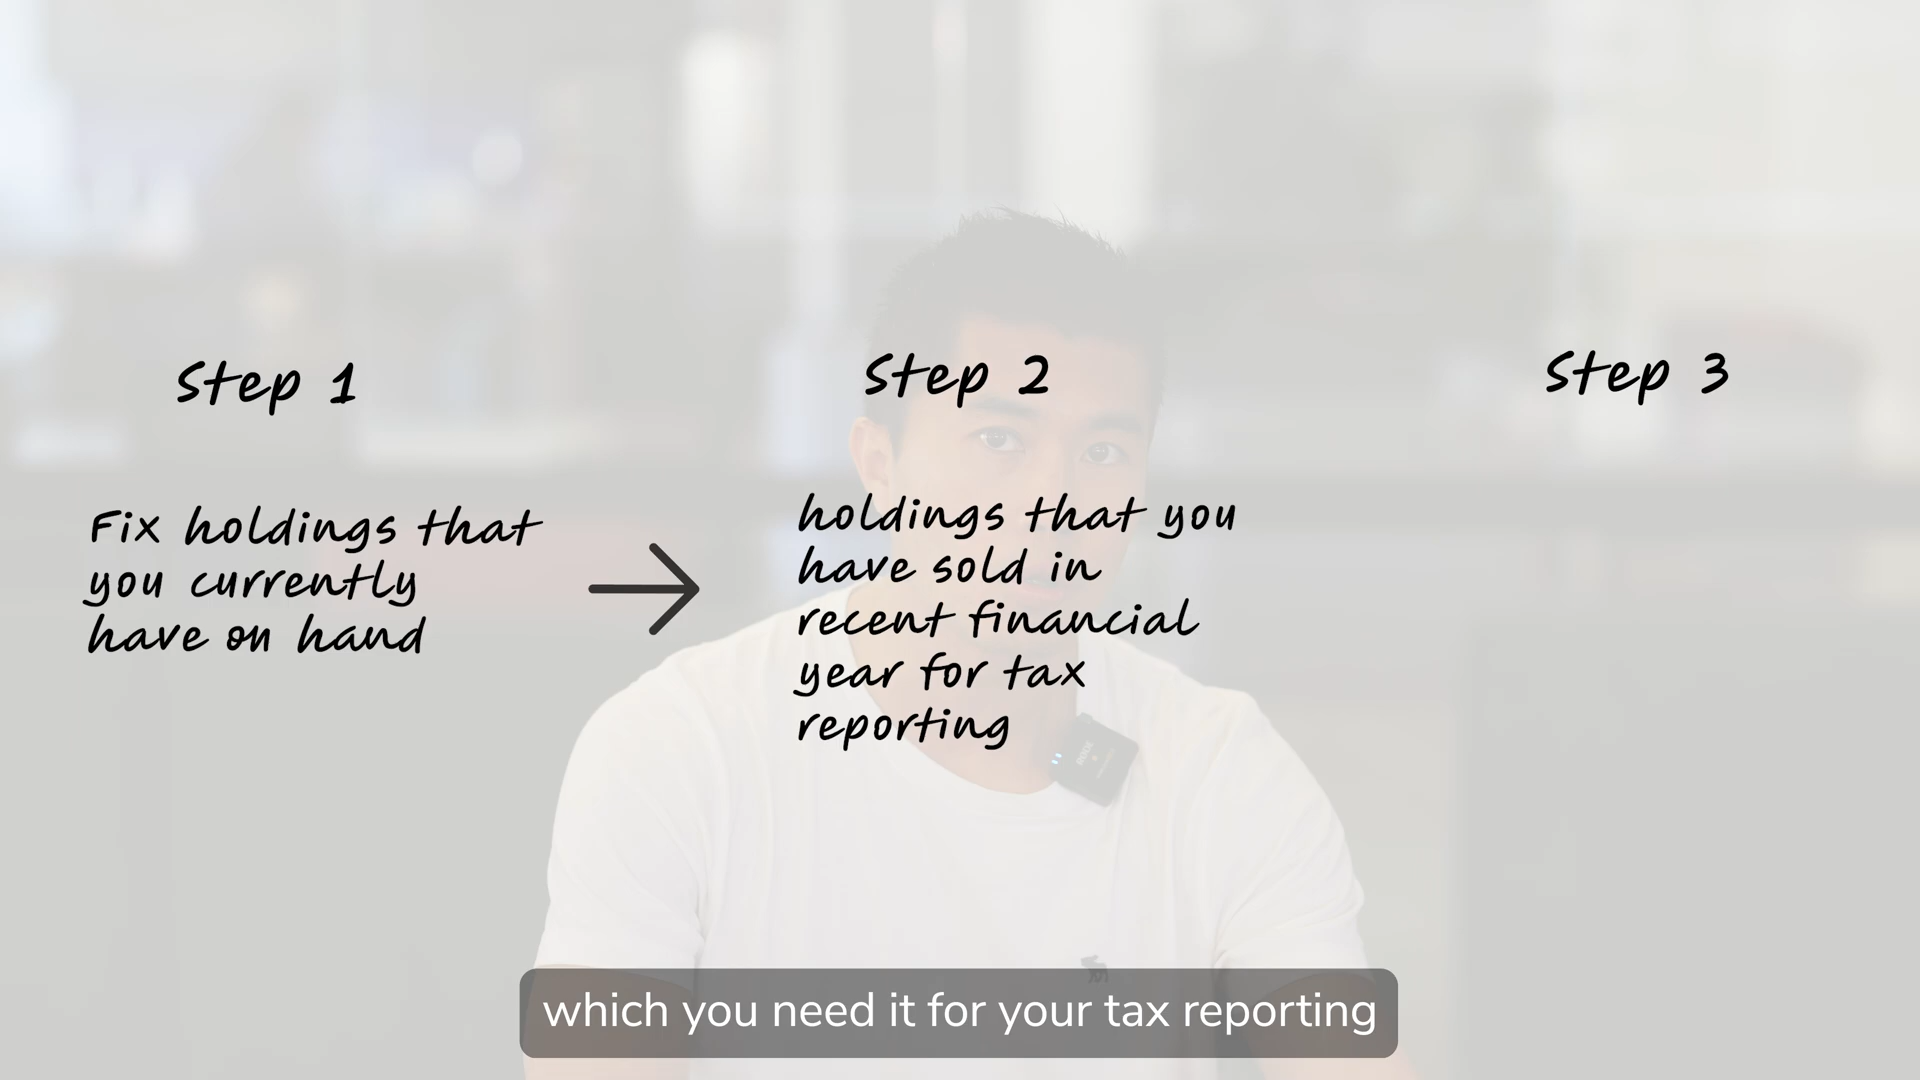 Step 1
Fix holdings that
you currently
have on hand
Step 2
holdings that you
have sold in
recent financial
year for tax
reporting
Step 3
RODE
which you need it for your tax reporting